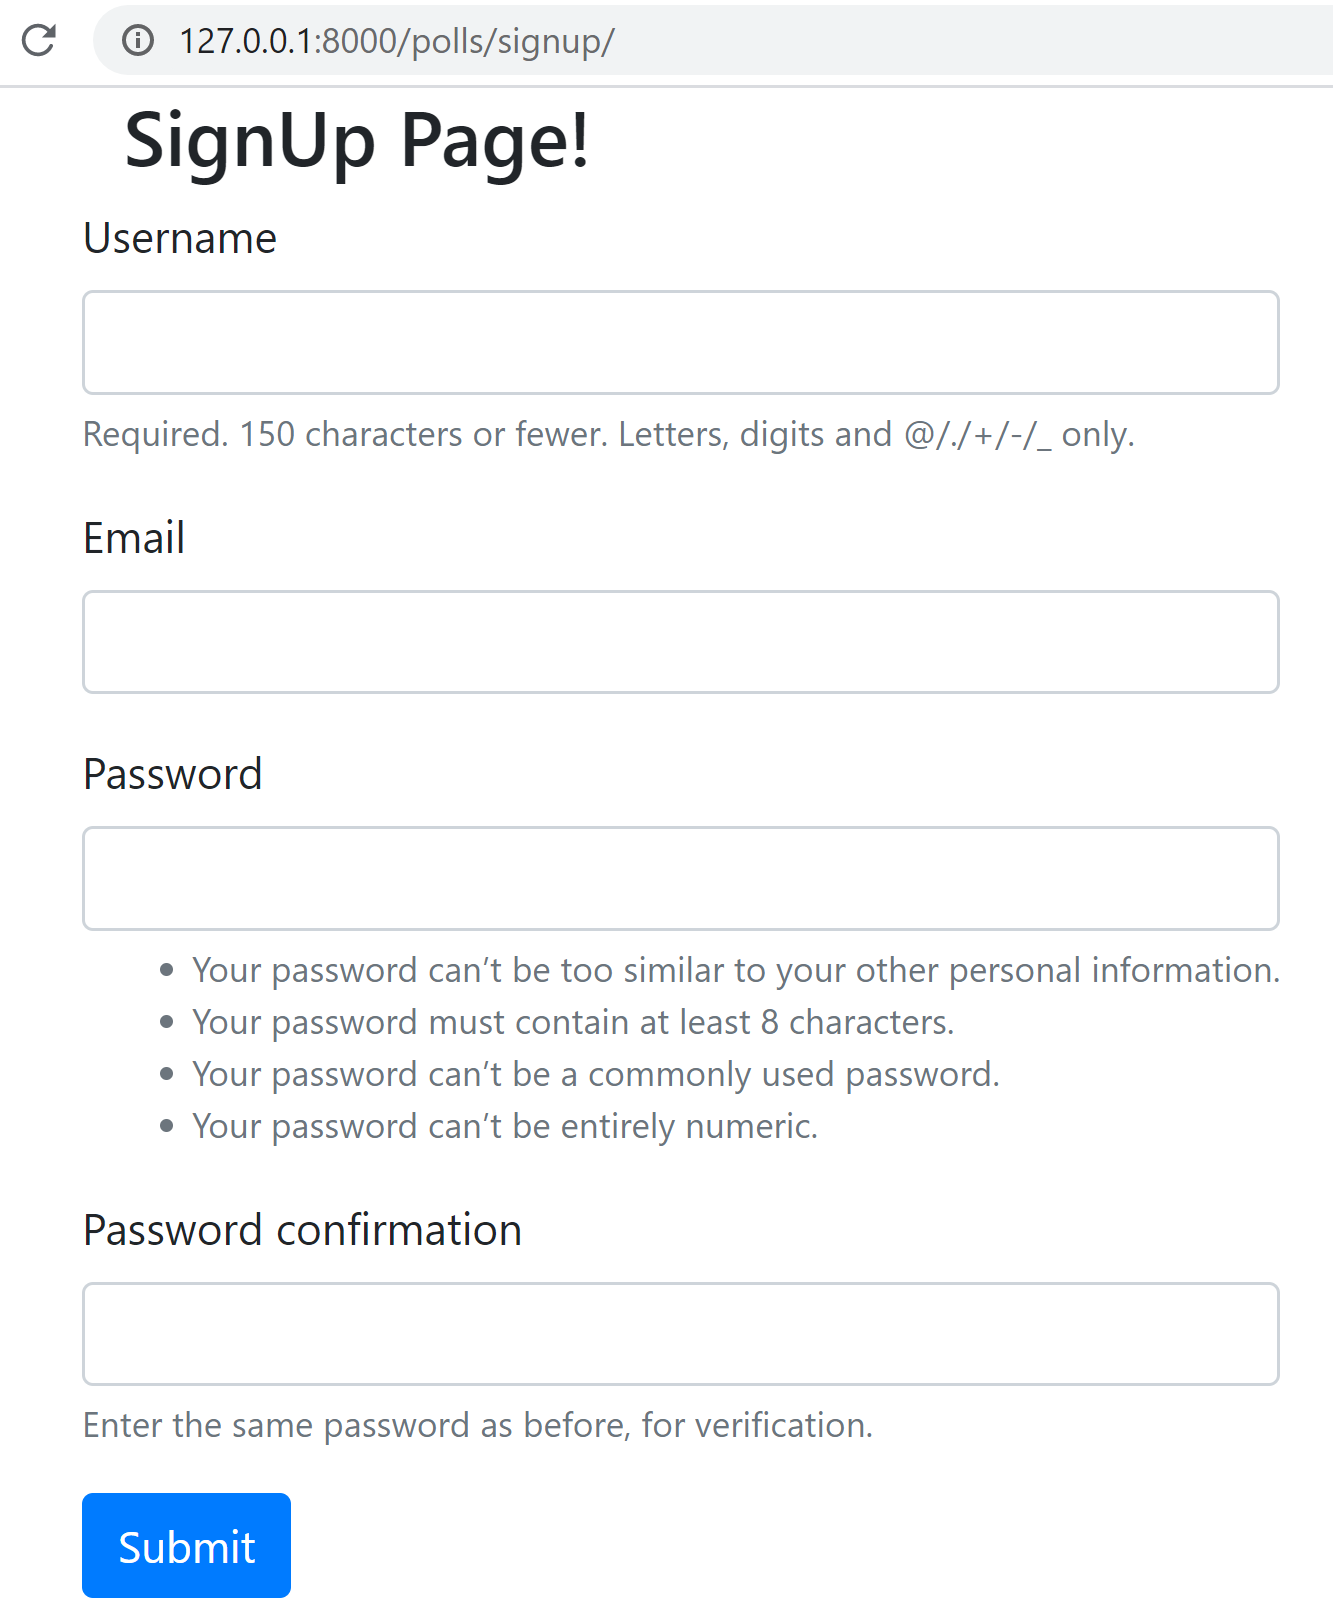 127.0.0.1:8000/polls/signup/
SignUp Page!
Username
Required. 150 characters or fewer. Letters, digits and @/./+/-/_ only.
Email
Password
• Your password can’t be too similar to your other personal information.
• Your password must contain at least 8 characters.
• Your password can’t be a commonly used password.
• Your password can’t be entirely numeric.
Password confirmation
Enter the same password as before, for verification.
Submit